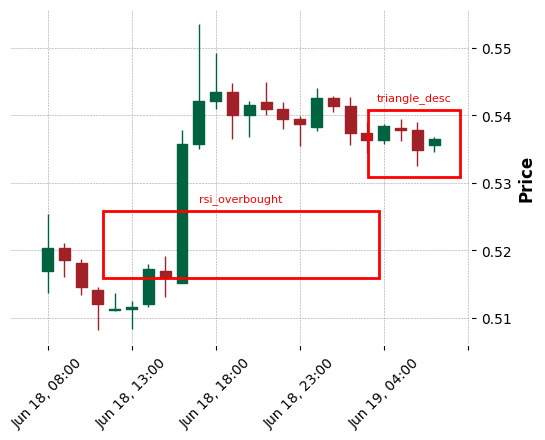 0.55
triangle_desc
0.54
0.53
rsi_overbought
0.52
0.51
Price
Jun 18, 08:00
Jun 18, 13:00
Jun 18, 18:00
Jun 18, 23:00
Jun 19, 04:00